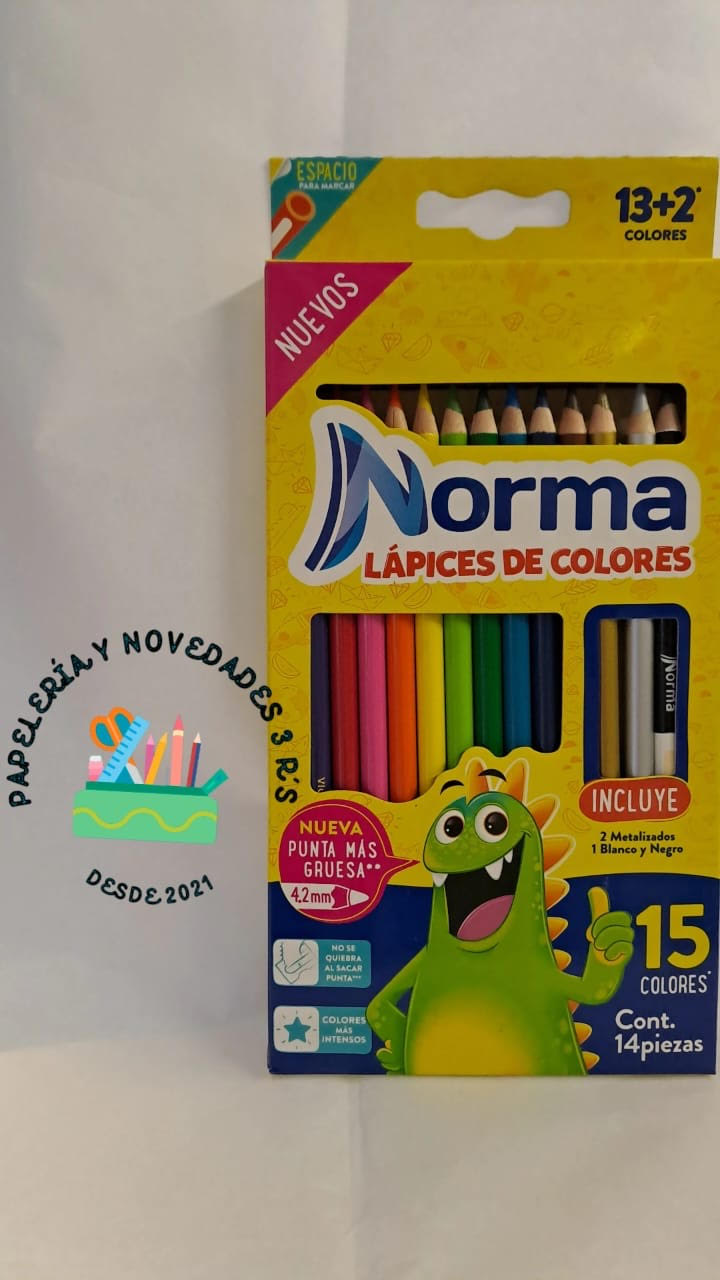 ESPACIO
PARA MARCAR
13+2*
COLORES
NUEVOS
Norma
LÁPICES DE COLORES
PAPELERÍA Y NOVEDADES 3 R'S
DESDE 2021
Norma
INCLUYE
2 Metalizados
1 Blanco y Negro
NUEVA
PUNTA MÁS
GRUESA**
4.2mm
NO SE
QUIEBRA
AL SACAR
PUNTA***
COLORES
MÁS
INTENSOS
15
COLORES*
Cont.
14piezas